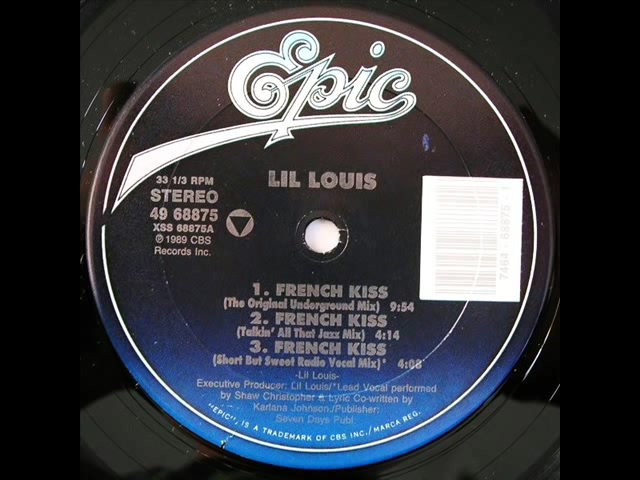 Epic
LIL LOUIS
33 1/3 RPM
STEREO
49 68875
XSS 68875A
℗ 1989 CBS
Records Inc.
1. FRENCH KISS
(The Original Underground Mix) 9:54
2. FRENCH KISS
(Talkin' All That Jazz Mix) 4:14
3. FRENCH KISS
(Short But Sweet Radio Vocal Mix)* 4:08
-Lil Louis-
Executive Producer: Lil Louis/*Lead Vocal performed
by Shaw Christopher & Lyric Co-written by
Karlana Johnson./Publisher:
Seven Days Publ.
"EPIC", IS A TRADEMARK OF CBS INC./MARCA REG.